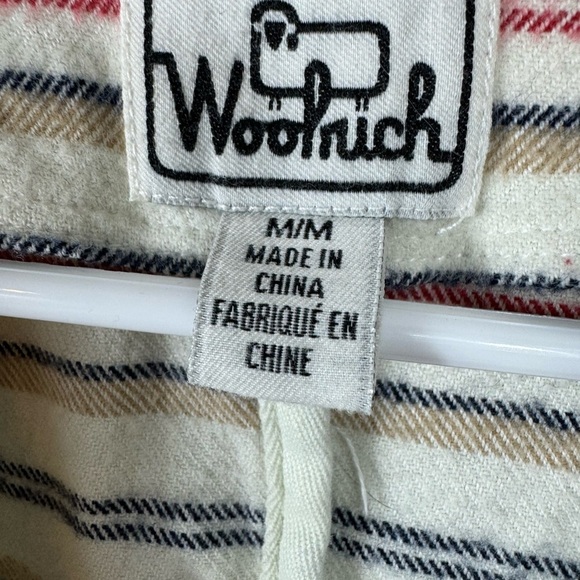 Woolrich
M/M
MADE IN
CHINA
FABRIQUÉ EN
CHINE